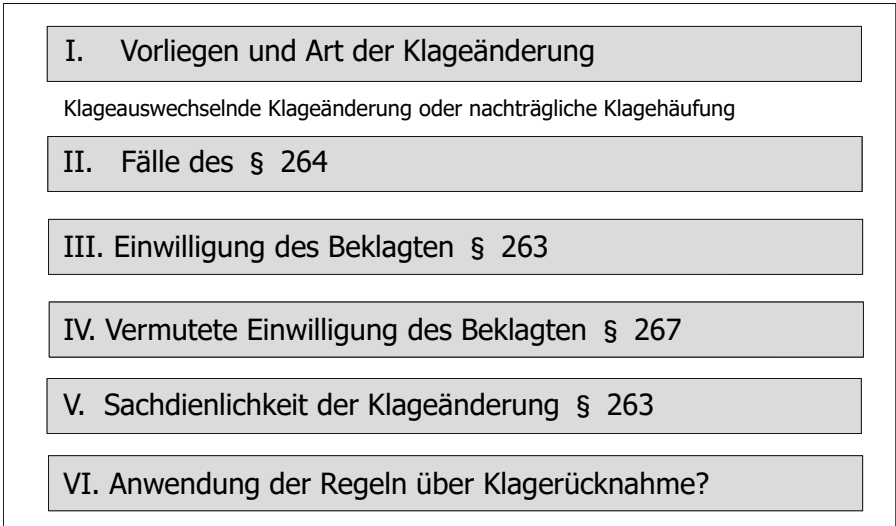 I. Vorliegen und Art der Klageänderung
Klageauswechselnde Klageänderung oder nachträgliche Klagehäufung
II. Fälle des § 264
III. Einwilligung des Beklagten § 263
IV. Vermutete Einwilligung des Beklagten § 267
V. Sachdienlichkeit der Klageänderung § 263
VI. Anwendung der Regeln über Klagerücknahme?